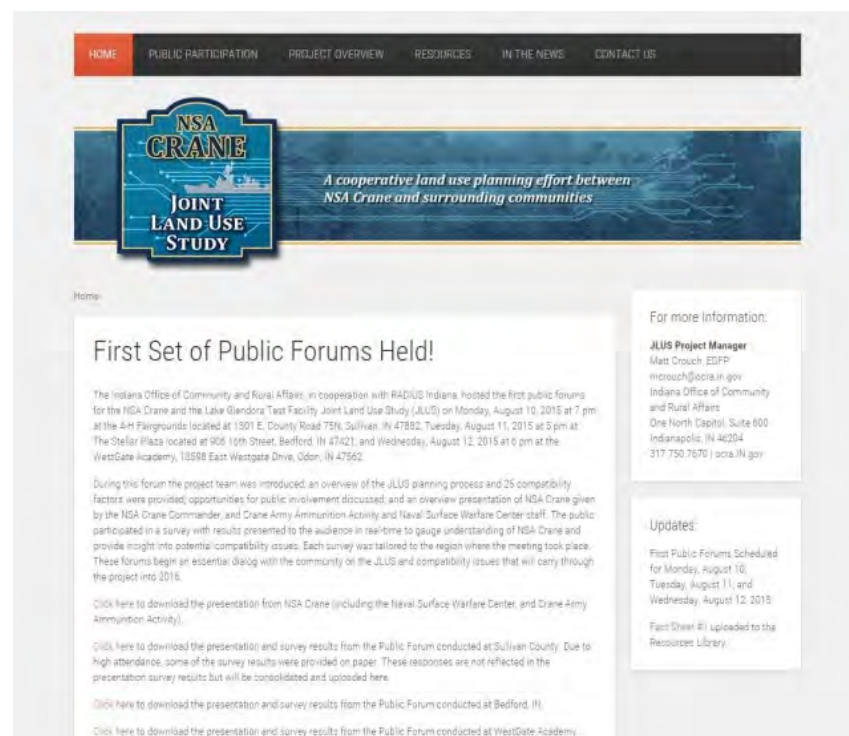 HOME PUBLIC PARTICIPATION PROJECT OVERVIEW RESOURCES IN THE NEWS CONTACT US
NSA
CRANE
JOINT
LAND USE
STUDY
A cooperative land use planning effort between
NSA Crane and surrounding communities
Home
First Set of Public Forums Held!
The Indiana Office of Community and Rural Affairs, in cooperation with RADIUS Indiana, hosted the first public forums
for the NSA Crane and the Lake Glendora Test Facility Joint Land Use Study (JLUS) on Monday, August 10, 2015 at 7 pm
at the 4-H Fairgrounds located at 1301 E. County Road 75N, Sullivan, IN 47882, Tuesday, August 11, 2015 at 5 pm at
The Stellar Plaza located at 906 16th Street, Bedford, IN 47421, and Wednesday, August 12, 2015 at 6 pm at the
WestGate Academy, 13598 East Westgate Drive, Odon, IN 47562.
During this forum the project team was introduced, an overview of the JLUS planning process and 25 compatibility
factors were provided, opportunities for public involvement discussed, and an overview presentation of NSA Crane given
by the NSA Crane Commander, and Crane Army Ammunition Activity and Naval Surface Warfare Center staff. The public
participated in a survey with results presented to the audience in real-time to gauge understanding of NSA Crane and
provide insight into potential compatibility issues. Each survey was tailored to the region where the meeting took place.
These forums begin an essential dialog with the community on the JLUS and compatibility issues that will carry through
the project into 2016.
Click here to download the presentation from NSA Crane (including the Naval Surface Warfare Center, and Crane Army
Ammunition Activity).
Click here to download the presentation and survey results from the Public Forum conducted at Sullivan County. Due to
high attendance, some of the survey results were provided on paper. These responses are not reflected in the
presentation survey results but will be consolidated and uploaded here.
Click here to download the presentation and survey results from the Public Forum conducted at Bedford, IN.
Click here to download the presentation and survey results from the Public Forum conducted at WestGate Academy
For more Information:
JLUS Project Manager
Matt Crouch, EDFP
mcrouch@ocra.in.gov
Indiana Office of Community
and Rural Affairs
One North Capitol, Suite 600
Indianapolis, IN 46204
317.750.7670 | ocra.IN.gov
Updates:
First Public Forums Scheduled
for Monday, August 10;
Tuesday, August 11; and
Wednesday, August 12, 2015
Fact Sheet #1 uploaded to the
Resources Library